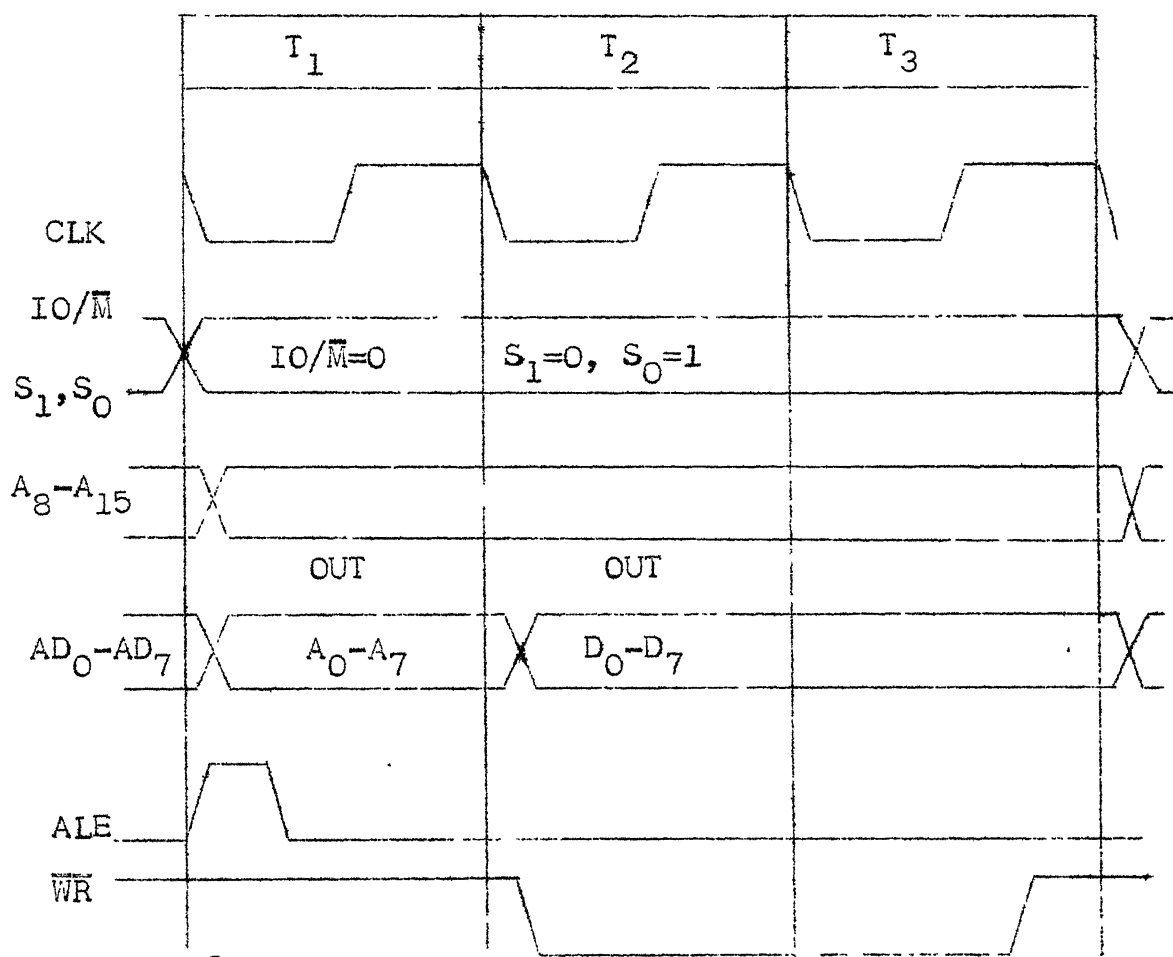 T₁ T₂ T₃
CLK
IO/M̅
IO/M̅=0 S₁=0, S₀=1
S₁,S₀
A₈-A₁₅
OUT OUT
AD₀-AD₇ A₀-A₇ D₀-D₇
ALE
W̅R̅